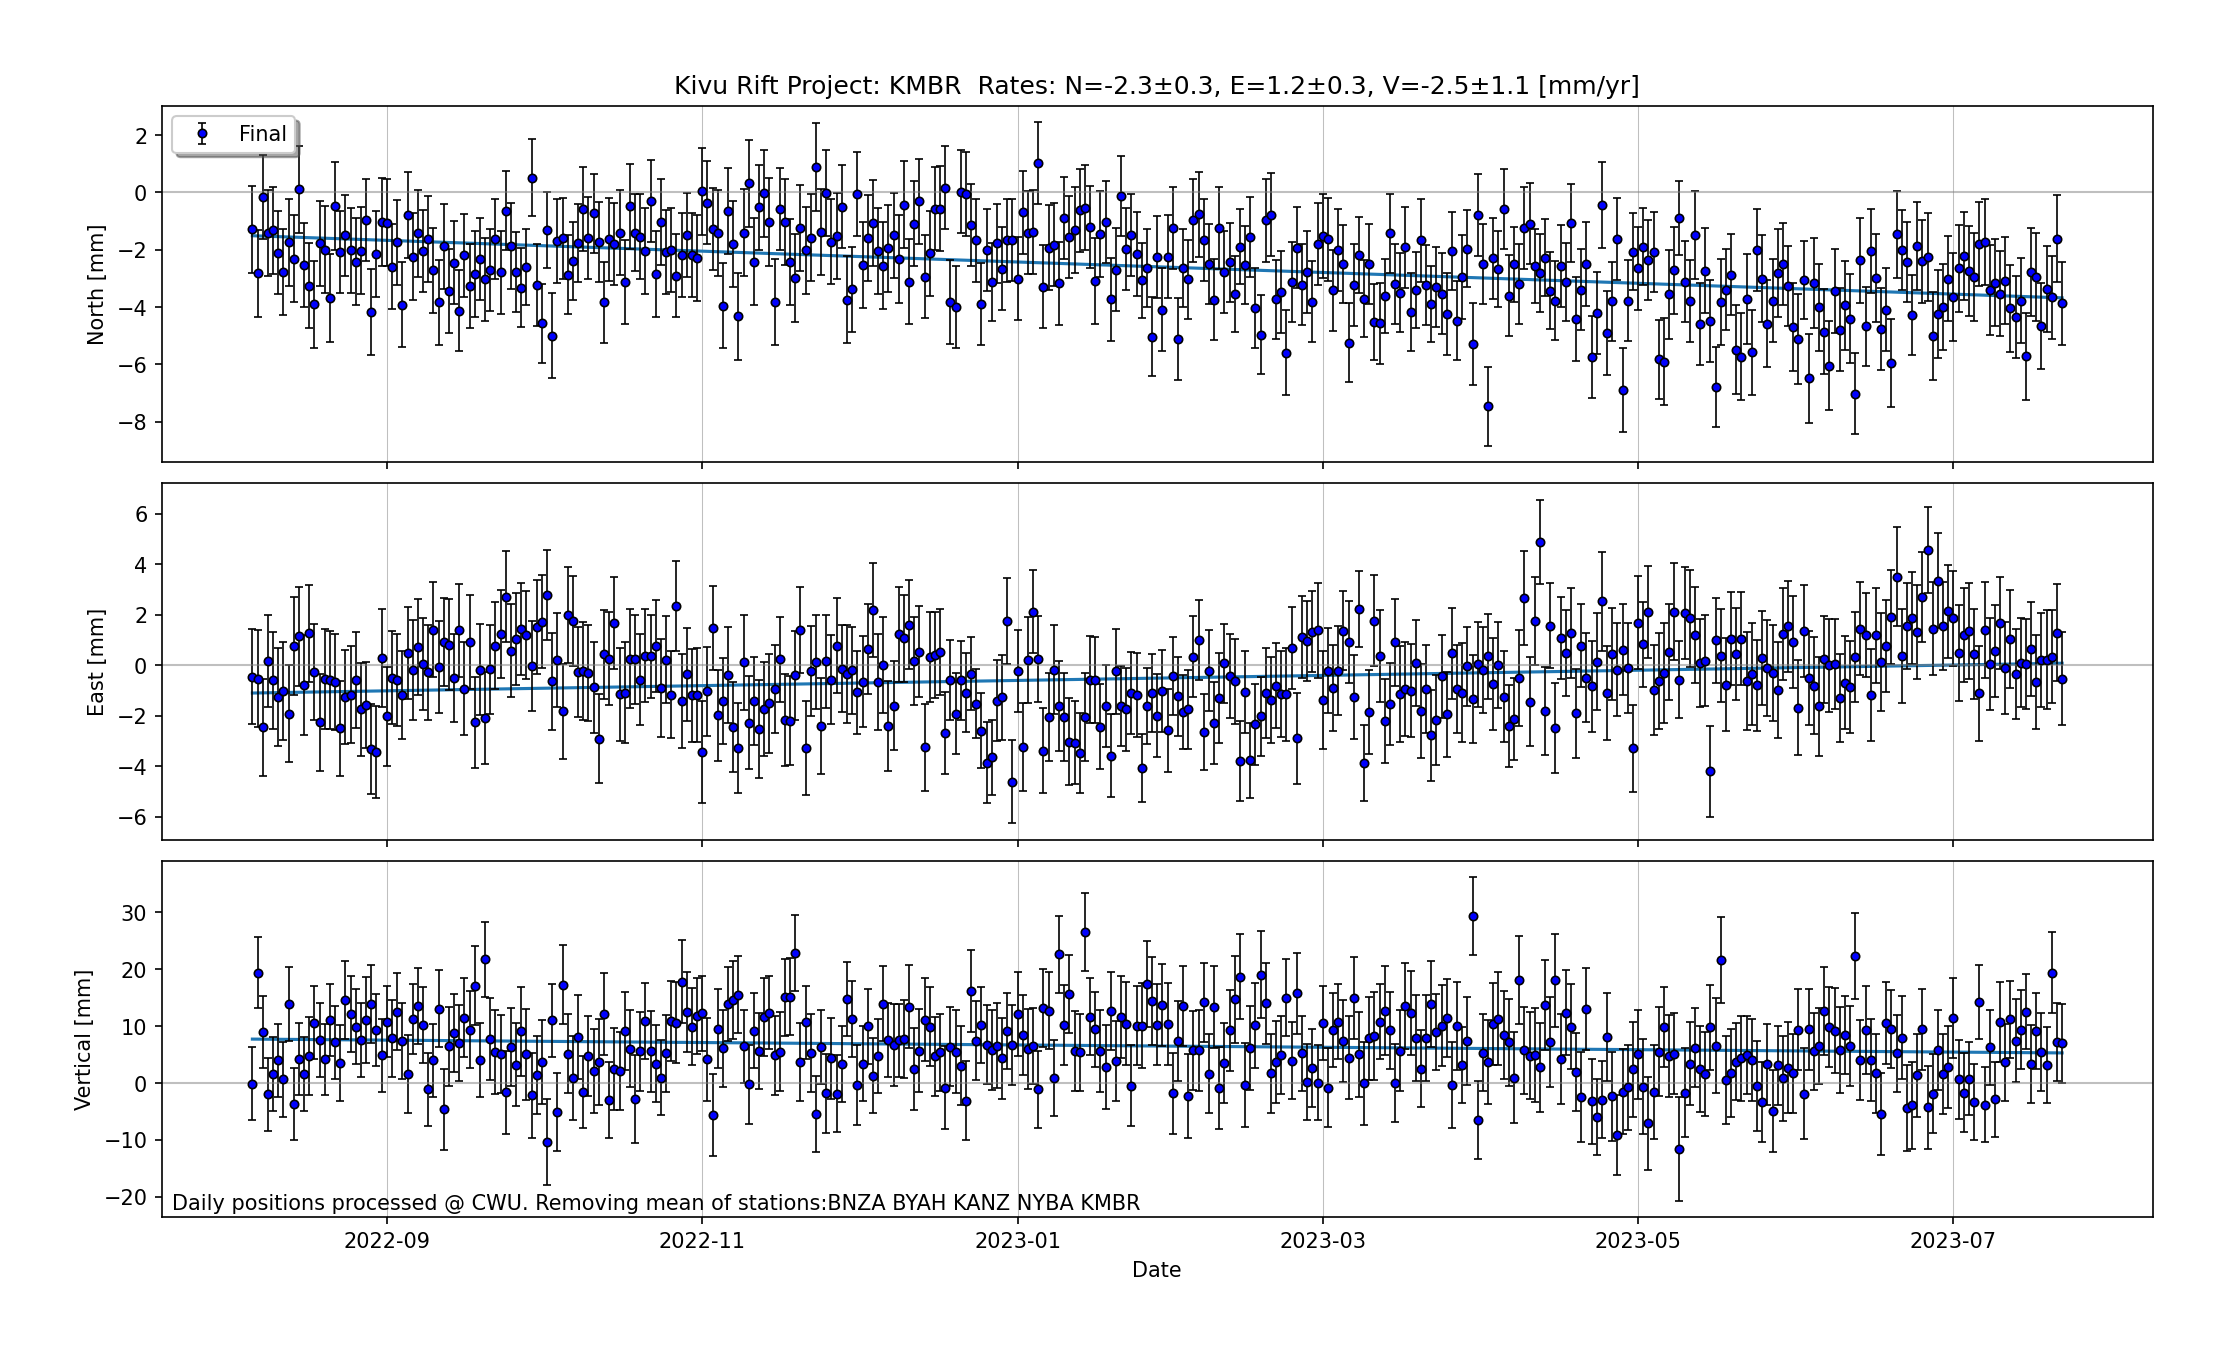 Kivu Rift Project: KMBR  Rates: N=-2.3±0.3, E=1.2±0.3, V=-2.5±1.1 [mm/yr]
Final
2
0
−2
−4
−6
−8
North [mm]
6
4
2
0
−2
−4
−6
East [mm]
30
20
10
0
−10
−20
Vertical [mm]
Daily positions processed @ CWU. Removing mean of stations:BNZA BYAH KANZ NYBA KMBR
2022-09 2022-11 2023-01 2023-03 2023-05 2023-07
Date